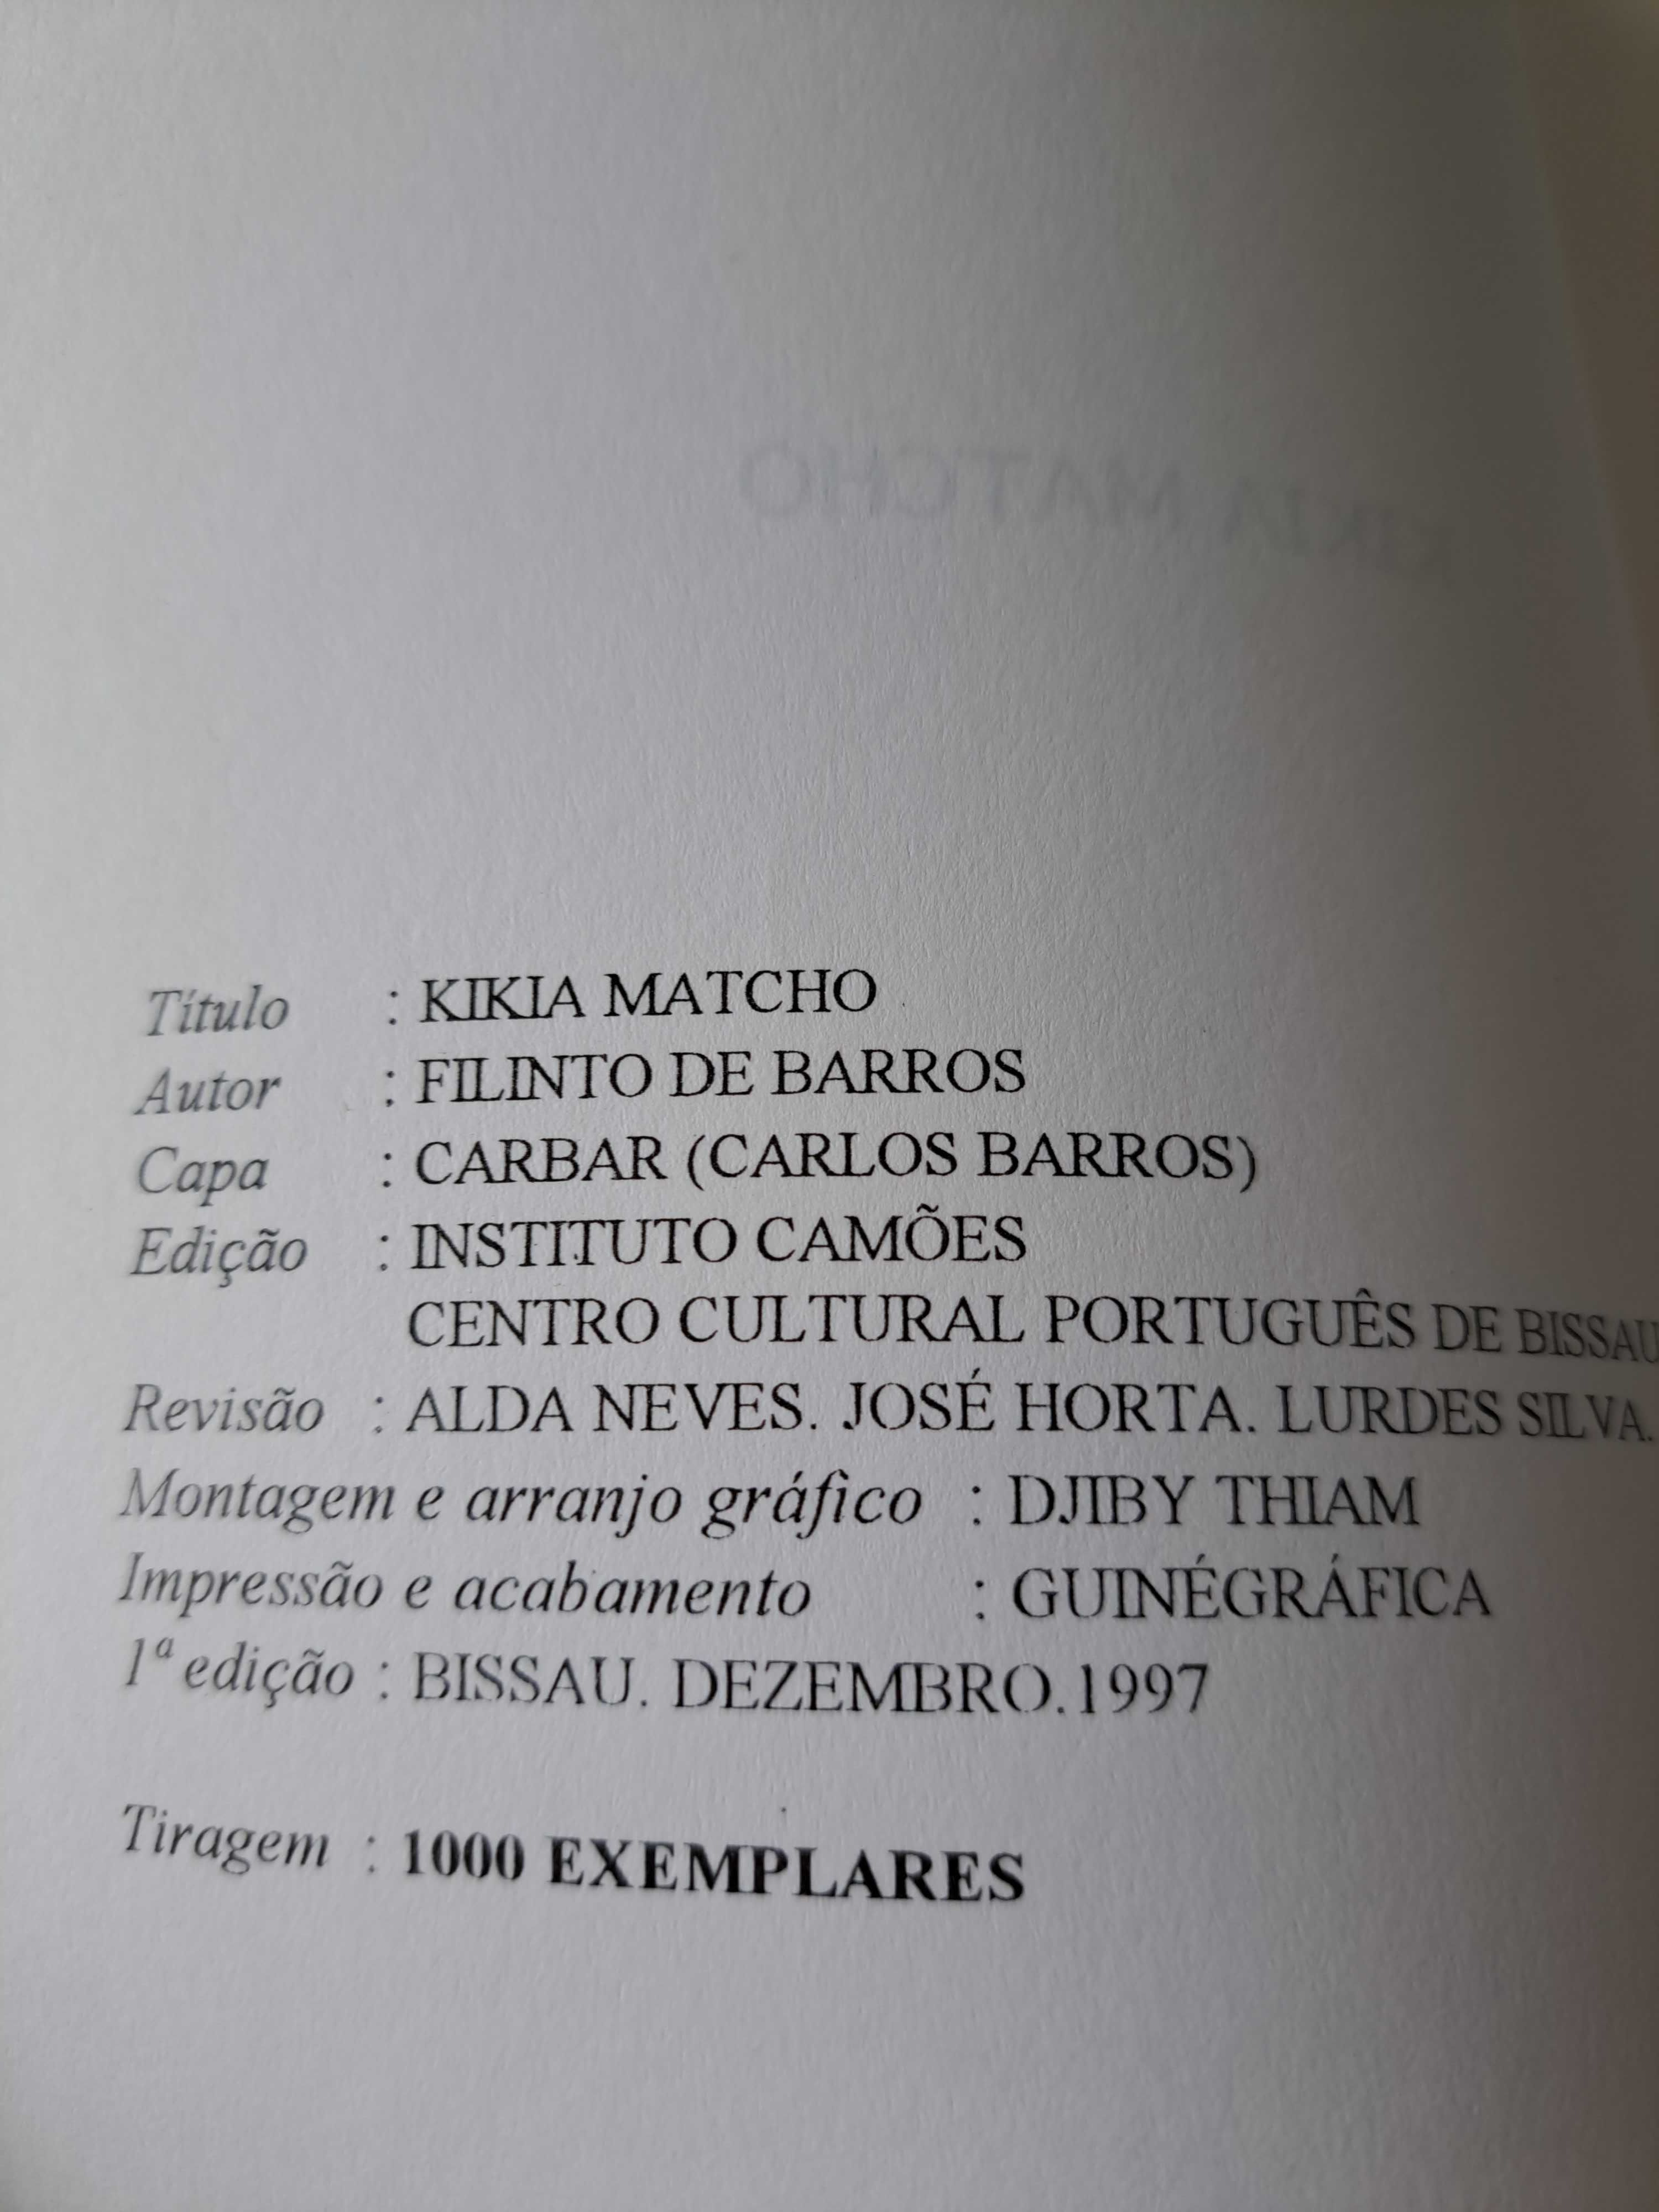 Título : KIKIA MATCHO
Autor : FILINTO DE BARROS
Capa : CARBAR (CARLOS BARROS)
Edição : INSTITUTO CAMÕES
CENTRO CULTURAL PORTUGUÊS DE BISSAU
Revisão : ALDA NEVES. JOSÉ HORTA. LURDES SILVA.
Montagem e arranjo gráfico : DJIBY THIAM
Impressão e acabamento : GUINÉGRÁFICA
1ª edição : BISSAU. DEZEMBRO.1997
Tiragem : 1000 EXEMPLARES